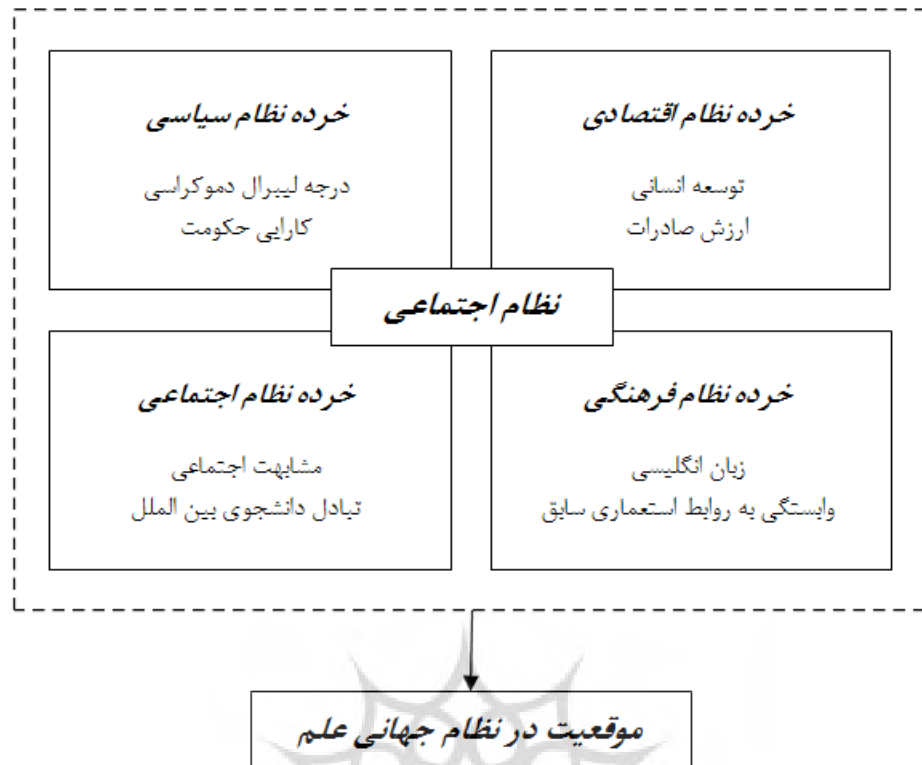 خرده نظام اقتصادی
توسعه انسانی
ارزش صادرات
خرده نظام سیاسی
درجه لیبرال دموکراسی
کارایی حکومت
نظام اجتماعی
خرده نظام فرهنگی
زبان انگلیسی
وابستگی به روابط استعماری سابق
خرده نظام اجتماعی
مشابهت اجتماعی
تبادل دانشجوی بین الملل
موقعیت در نظام جهانی علم